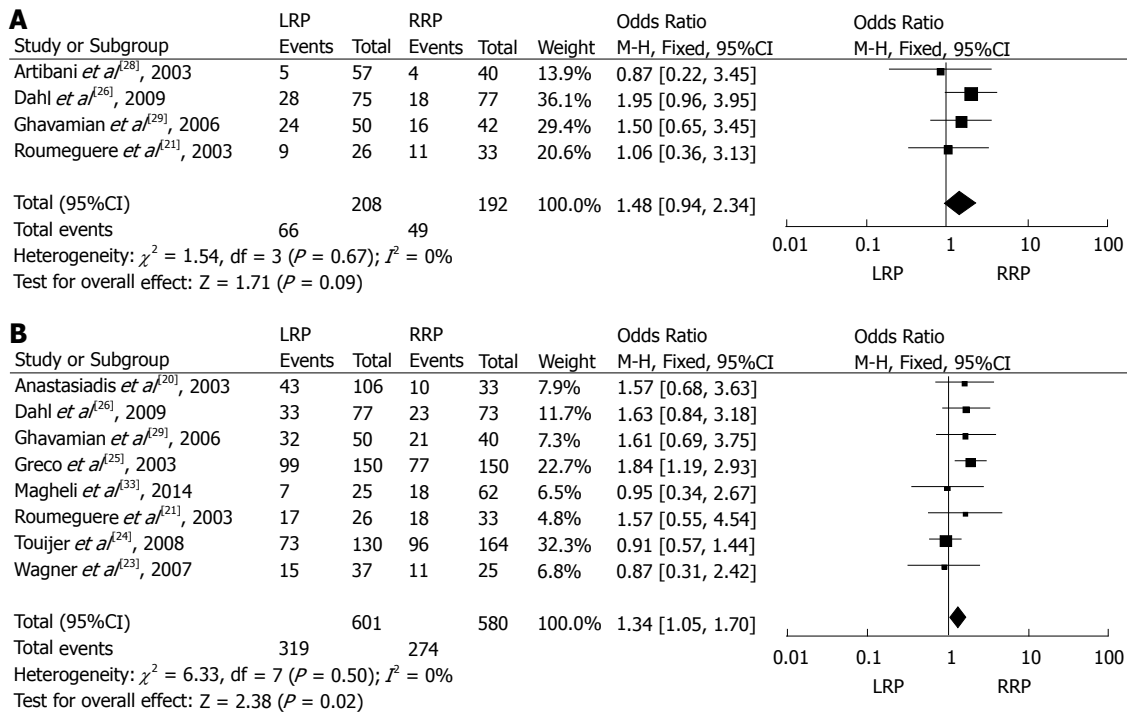 A
LRP RRP Odds Ratio Odds Ratio
Study or Subgroup Events Total Events Total Weight M-H, Fixed, 95%CI M-H, Fixed, 95%CI
Artibani et al[28], 2003 5 57 4 40 13.9% 0.87 [0.22, 3.45]
Dahl et al[26], 2009 28 75 18 77 36.1% 1.95 [0.96, 3.95]
Ghavamian et al[29], 2006 24 50 16 42 29.4% 1.50 [0.65, 3.45]
Roumeguere et al[21], 2003 9 26 11 33 20.6% 1.06 [0.36, 3.13]
Total (95%CI) 208 192 100.0% 1.48 [0.94, 2.34]
Total events 66 49
Heterogeneity: χ² = 1.54, df = 3 (P = 0.67); I² = 0%
Test for overall effect: Z = 1.71 (P = 0.09)
0.01 0.1 1 10 100
LRP RRP
B
LRP RRP Odds Ratio Odds Ratio
Study or Subgroup Events Total Events Total Weight M-H, Fixed, 95%CI M-H, Fixed, 95%CI
Anastasiadis et al[20], 2003 43 106 10 33 7.9% 1.57 [0.68, 3.63]
Dahl et al[26], 2009 33 77 23 73 11.7% 1.63 [0.84, 3.18]
Ghavamian et al[29], 2006 32 50 21 40 7.3% 1.61 [0.69, 3.75]
Greco et al[25], 2003 99 150 77 150 22.7% 1.84 [1.19, 2.93]
Magheli et al[33], 2014 7 25 18 62 6.5% 0.95 [0.34, 2.67]
Roumeguere et al[21], 2003 17 26 18 33 4.8% 1.57 [0.55, 4.54]
Touijer et al[24], 2008 73 130 96 164 32.3% 0.91 [0.57, 1.44]
Wagner et al[23], 2007 15 37 11 25 6.8% 0.87 [0.31, 2.42]
Total (95%CI) 601 580 100.0% 1.34 [1.05, 1.70]
Total events 319 274
Heterogeneity: χ² = 6.33, df = 7 (P = 0.50); I² = 0%
Test for overall effect: Z = 2.38 (P = 0.02)
0.01 0.1 1 10 100
LRP RRP